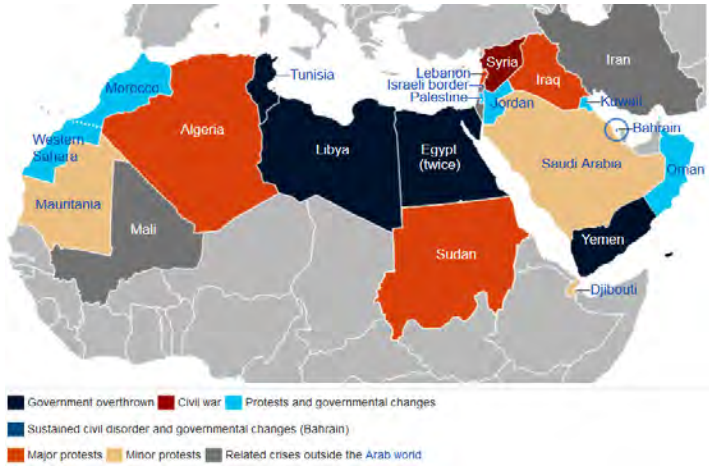 Tunisia
Morocco
Western
Sahara
Mauritania
Mali
Algeria
Libya
Egypt
(twice)
Sudan
Syria
Lebanon
Israeli border
Palestine
Jordan
Iraq
Iran
Kuwait
Bahrain
Saudi Arabia
Oman
Yemen
Djibouti
Government overthrown Civil war Protests and governmental changes
Sustained civil disorder and governmental changes (Bahrain)
Major protests Minor protests Related crises outside the Arab world